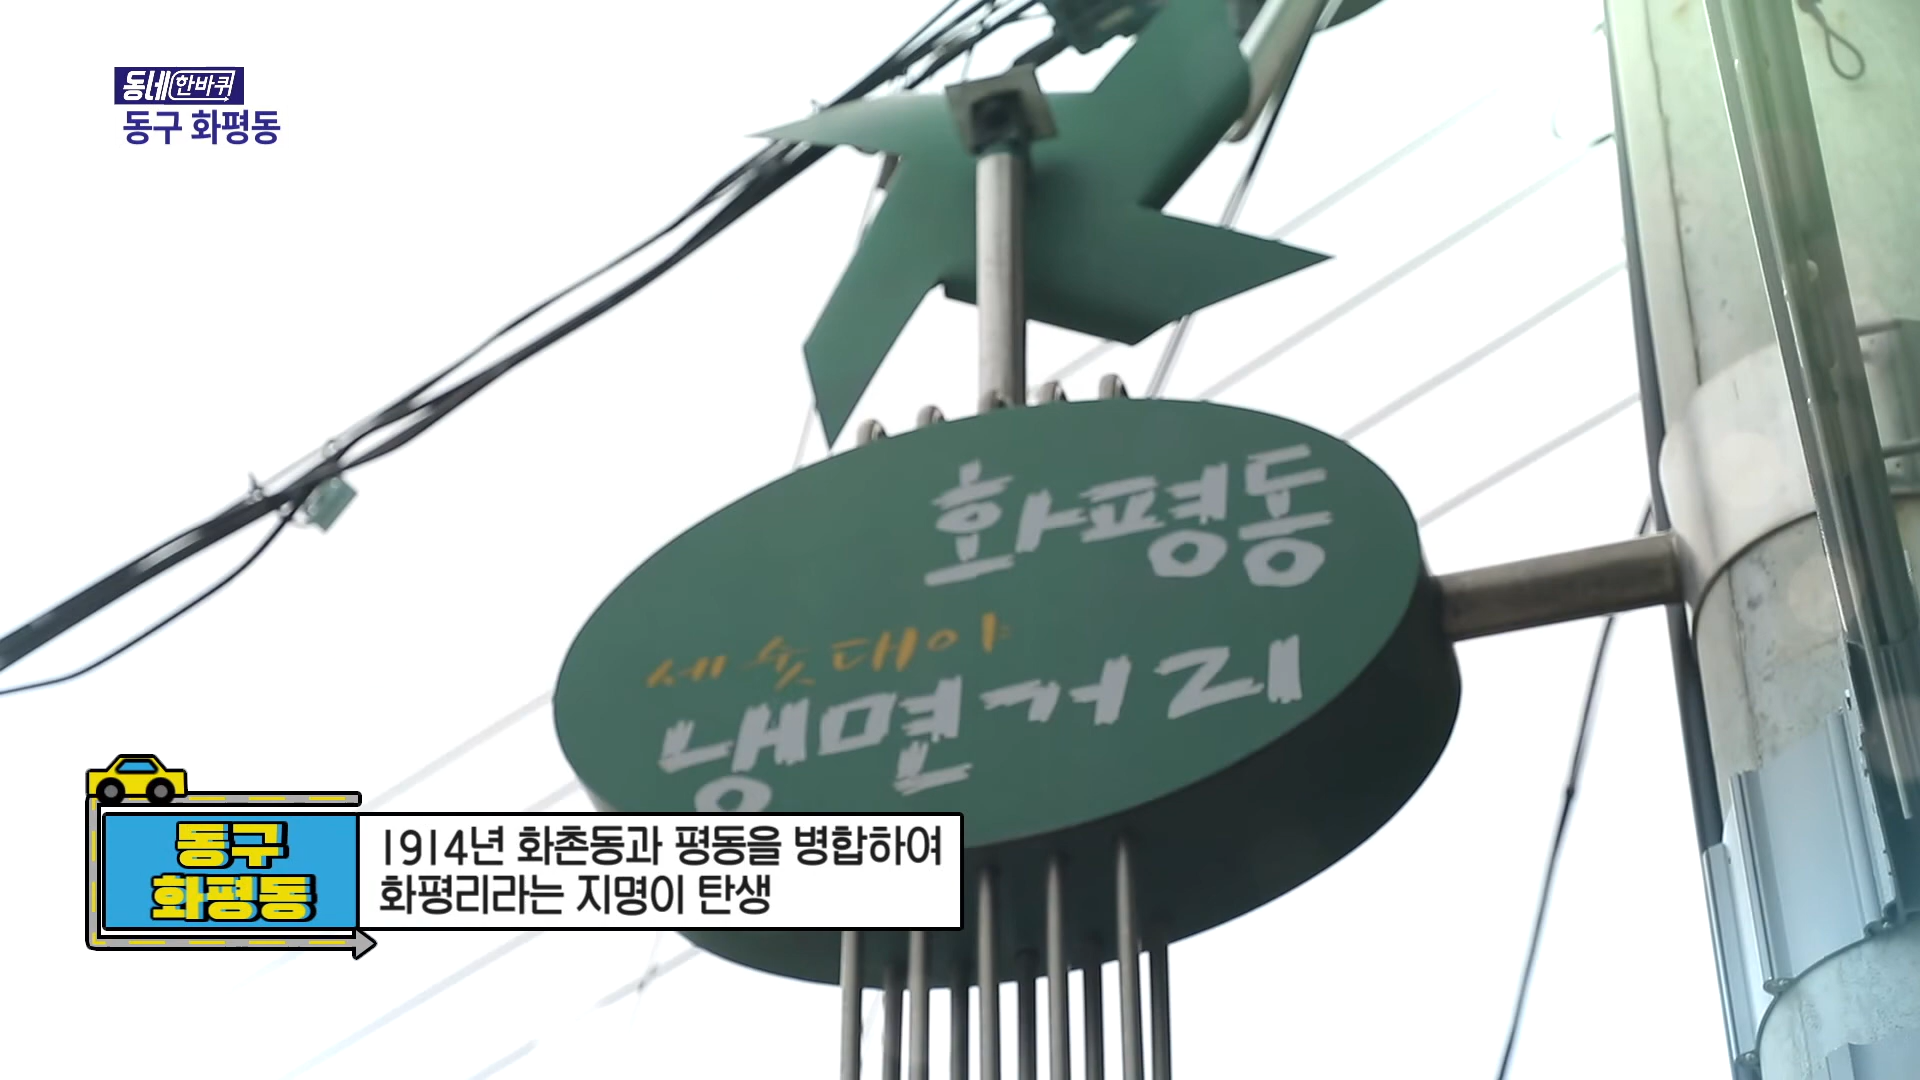 동네한바퀴
동구 화평동
화평동
세숫대야
냉면거리
동구
화평동
1914년 화촌동과 평동을 병합하여
화평리라는 지명이 탄생